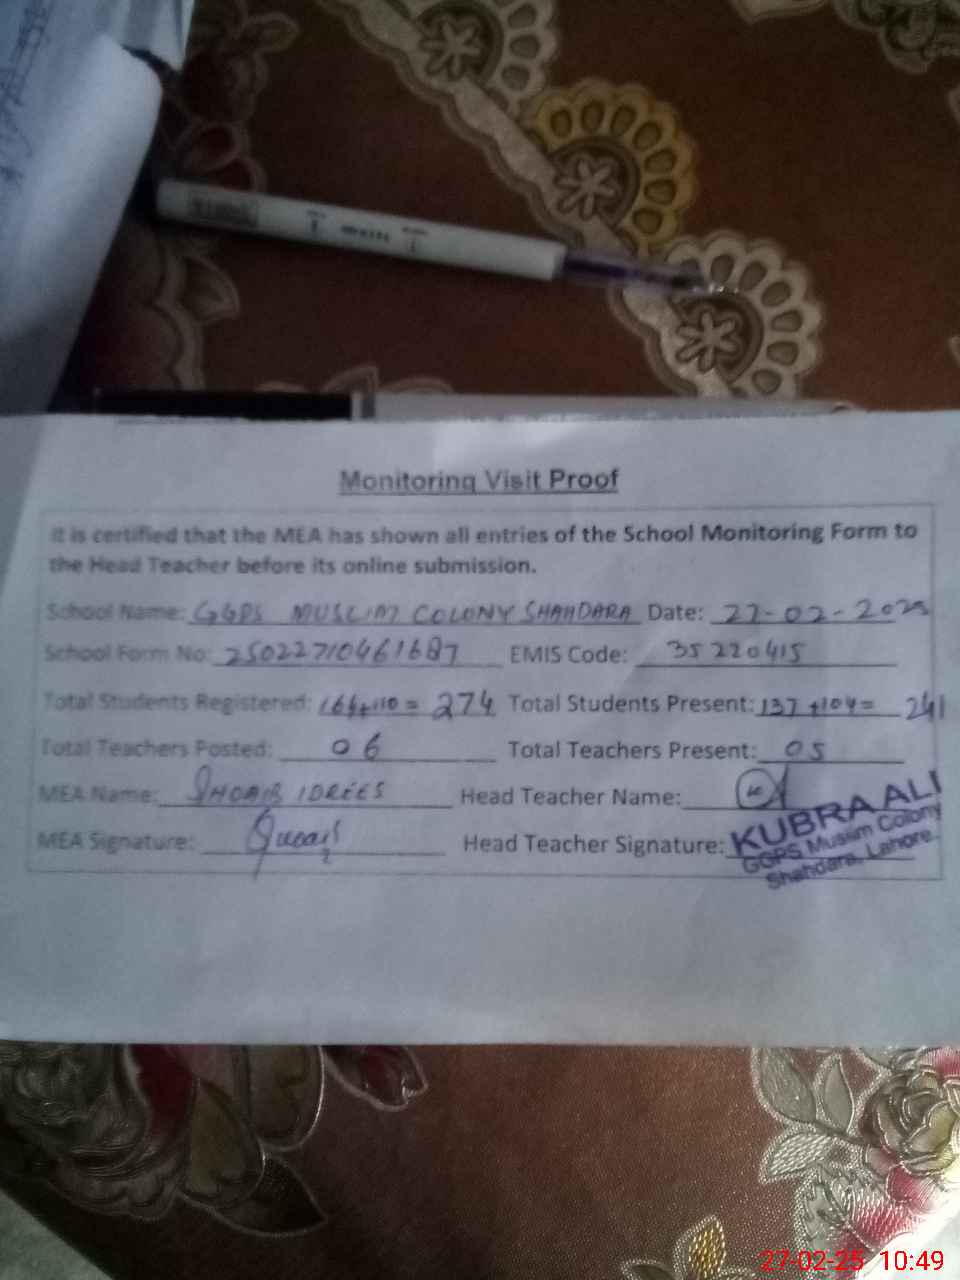 Monitoring Visit Proof
It is certified that the MEA has shown all entries of the School Monitoring Form to
the Head Teacher before its online submission.
School Name: GGPS MUSLIM COLONY SHAHDARA Date: 27-02-2025
School Form No: 25022710461687 EMIS Code: 35220415
Total Students Registered: 164+110 = 274 Total Students Present: 137+104= 241
Total Teachers Posted: 06 Total Teachers Present: 05
MEA Name: SHOAIB IDREES Head Teacher Name:
MEA Signature: Head Teacher Signature:
KUBRA ALI
GGPS Muslim Colony
Shahdara, Lahore.
27-02-25 10:49